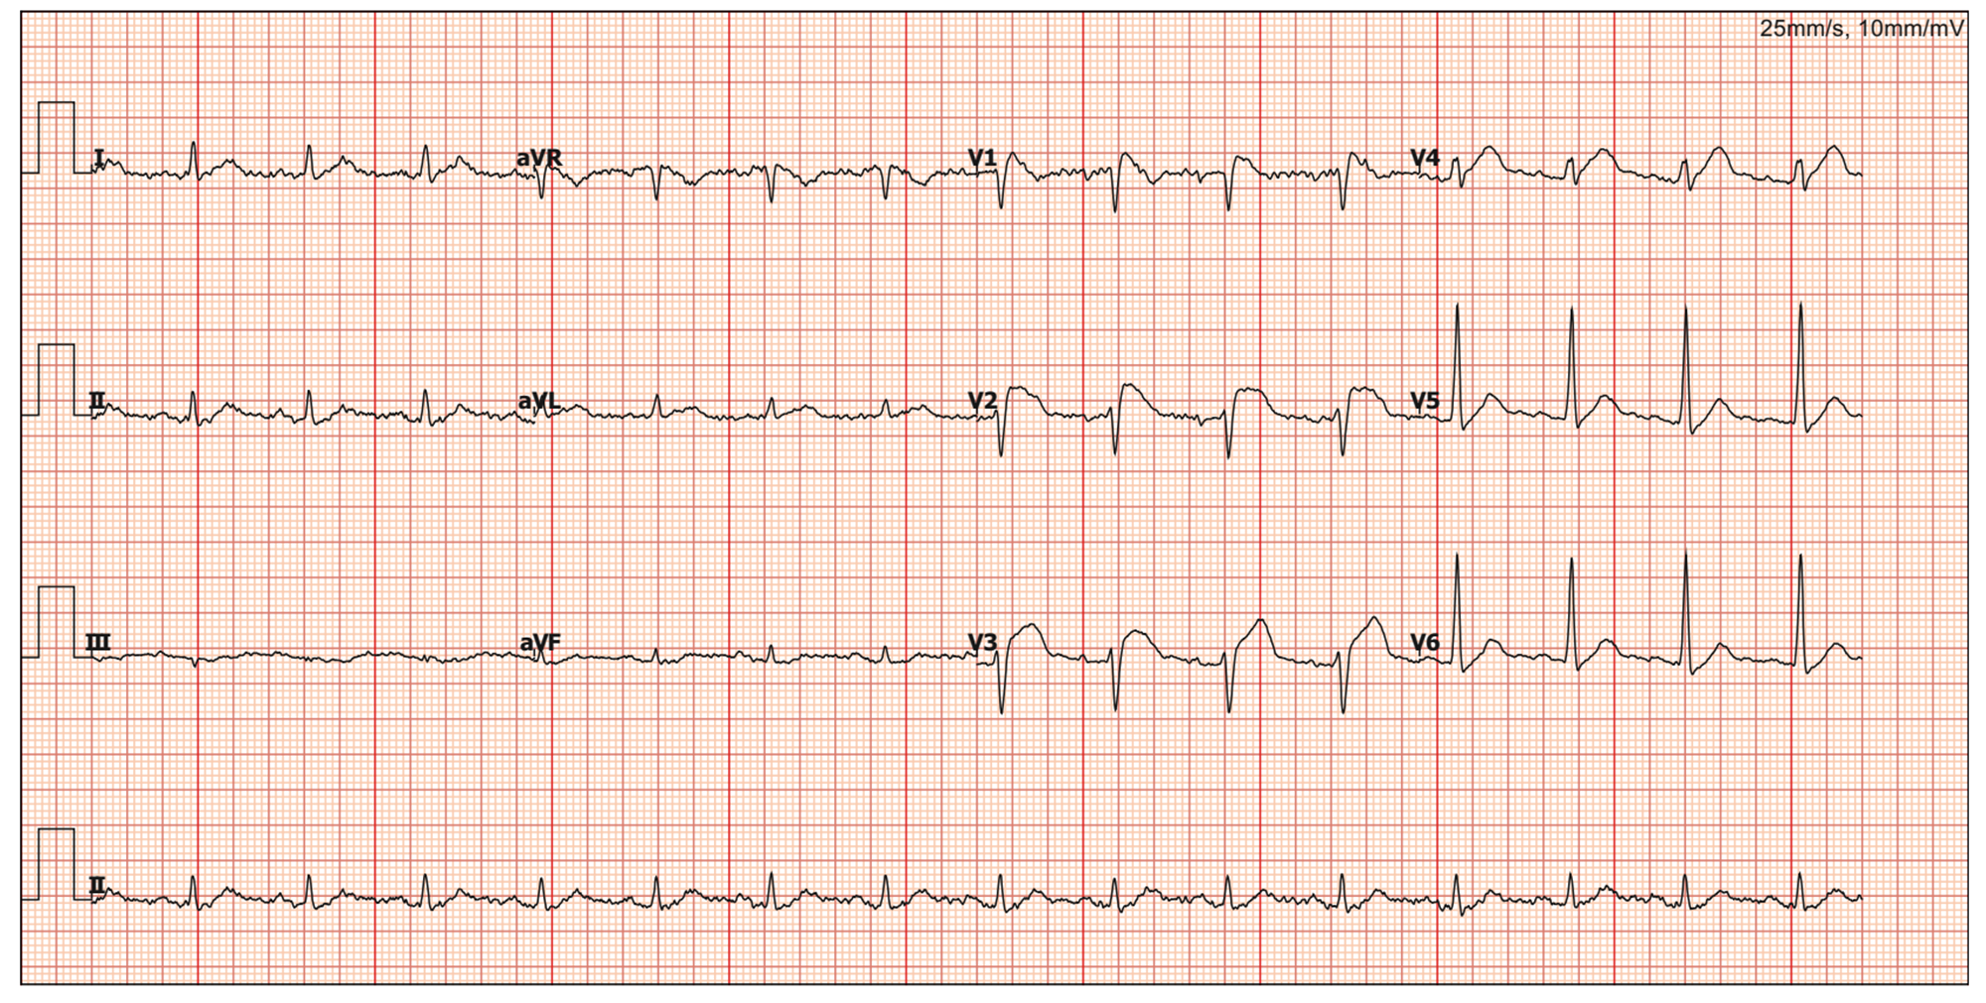 25mm/s, 10mm/mV
I aVR V1 V4
II aVL V2 V5
III aVF V3 V6
II